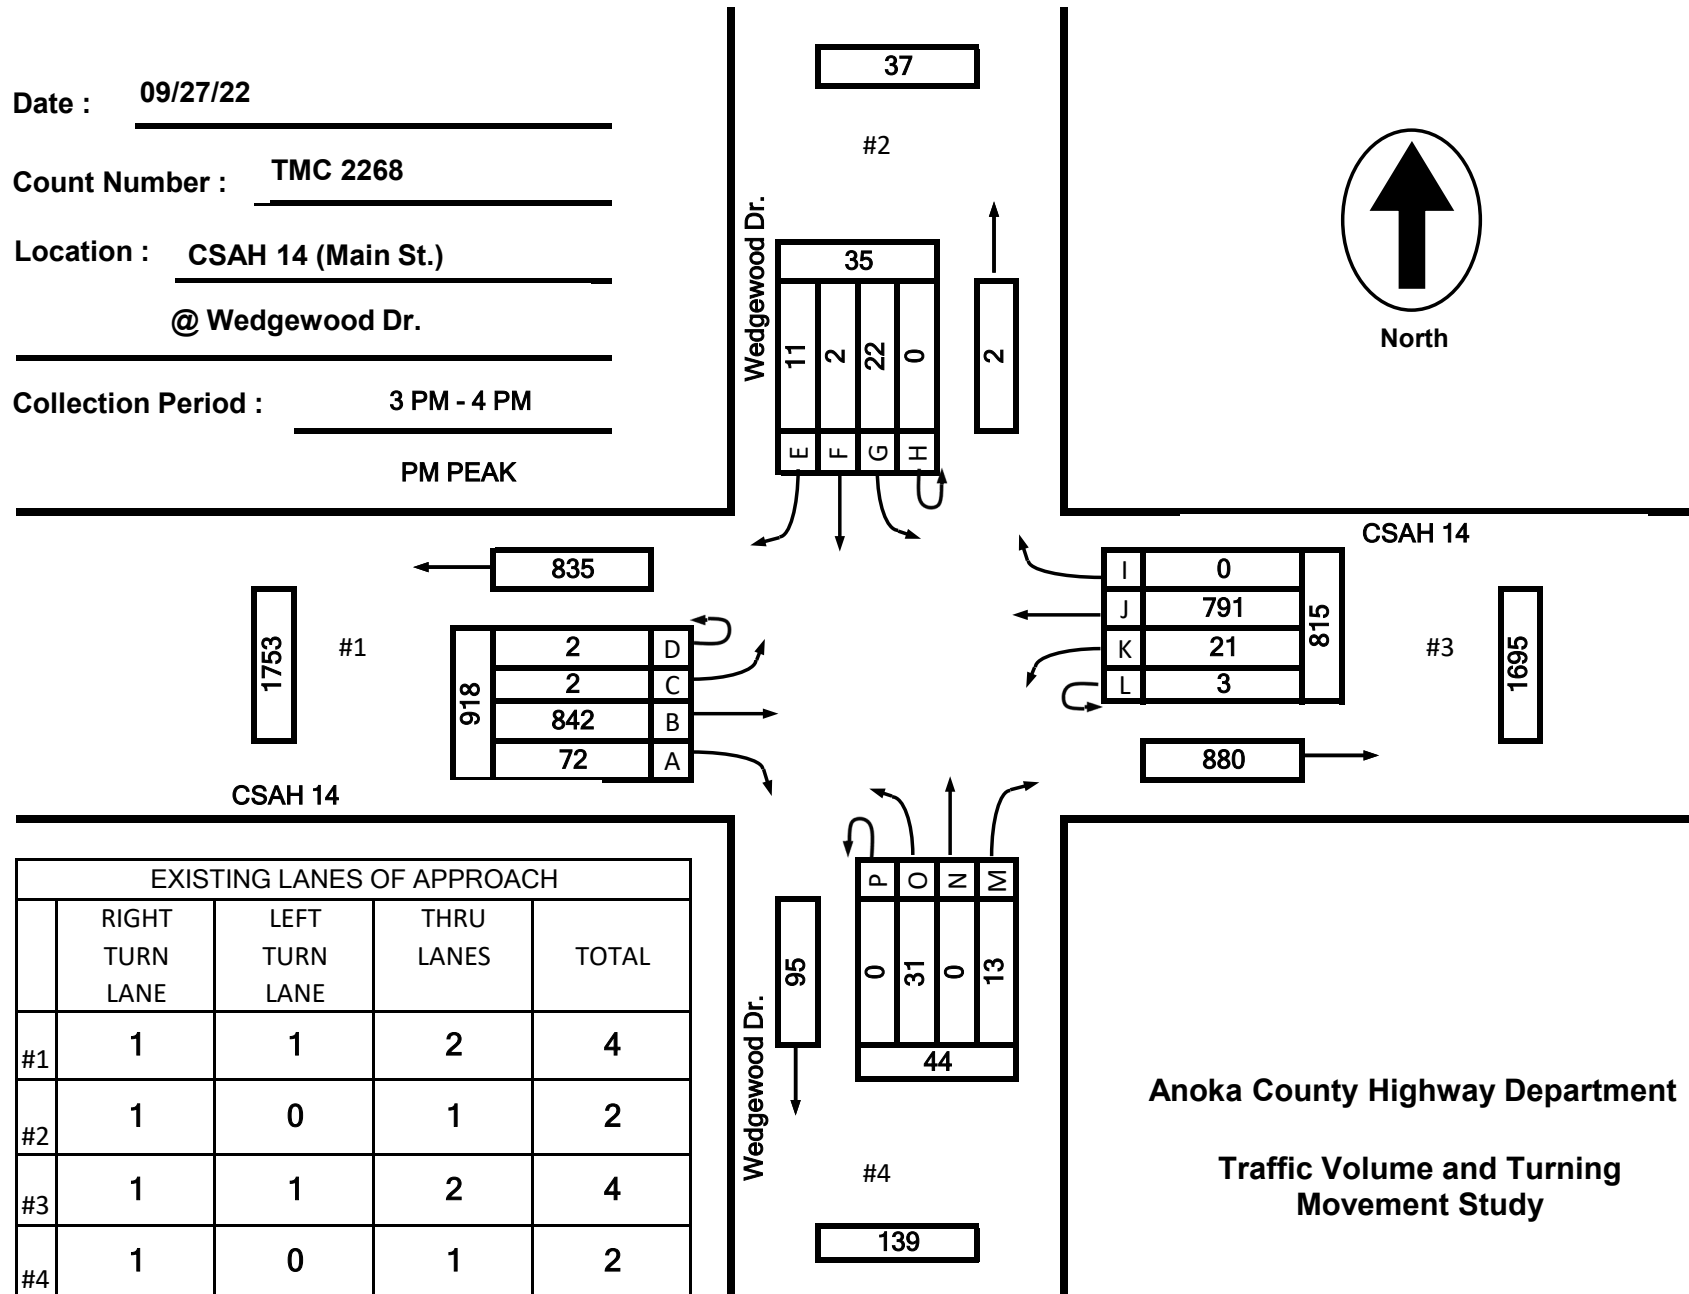 Date : 09/27/22
Count Number : TMC 2268
Location : CSAH 14 (Main St.)
@ Wedgewood Dr.
Collection Period : 3 PM - 4 PM
PM PEAK
37
#2
Wedgewood Dr.
35
11 2 22 0
E F G H
2
North
CSAH 14
835
1753
#1
918
2 D
2 C
842 B
72 A
CSAH 14
I 0
J 791
K 21
L 3
815
#3
1695
880
P O N M
0 31 0 13
44
95
Wedgewood Dr.
#4
139
EXISTING LANES OF APPROACH
RIGHT LEFT THRU
TURN TURN LANES TOTAL
LANE LANE
#1 1 1 2 4
#2 1 0 1 2
#3 1 1 2 4
#4 1 0 1 2
Anoka County Highway Department
Traffic Volume and Turning
Movement Study